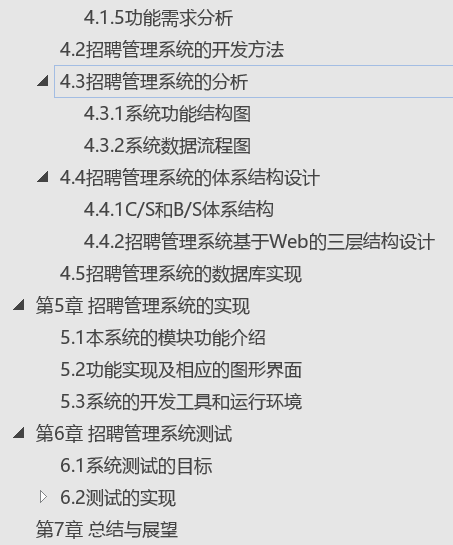 4.1.5功能需求分析
4.2招聘管理系统的开发方法
4.3招聘管理系统的分析
4.3.1系统功能结构图
4.3.2系统数据流程图
4.4招聘管理系统的体系结构设计
4.4.1C/S和B/S体系结构
4.4.2招聘管理系统基于Web的三层结构设计
4.5招聘管理系统的数据库实现
第5章 招聘管理系统的实现
5.1本系统的模块功能介绍
5.2功能实现及相应的图形界面
5.3系统的开发工具和运行环境
第6章 招聘管理系统测试
6.1系统测试的目标
6.2测试的实现
第7章 总结与展望